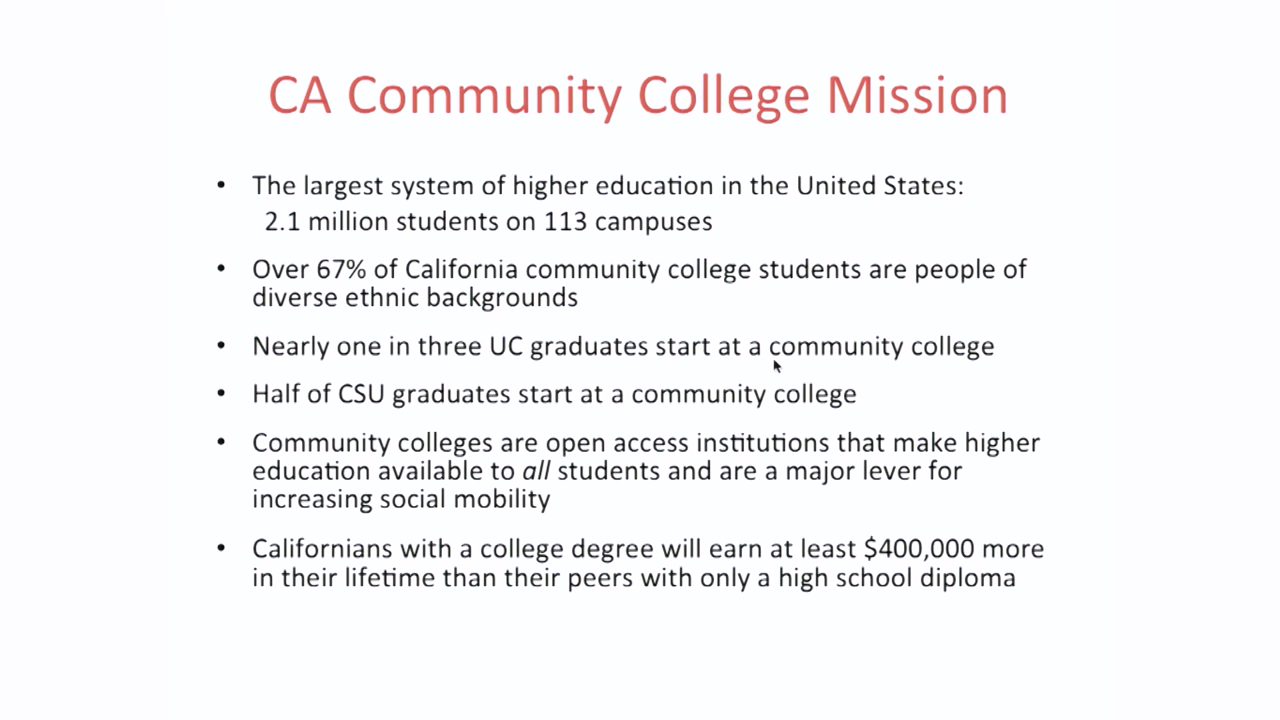 CA Community College Mission
• The largest system of higher education in the United States:
2.1 million students on 113 campuses
• Over 67% of California community college students are people of
diverse ethnic backgrounds
• Nearly one in three UC graduates start at a community college
• Half of CSU graduates start at a community college
• Community colleges are open access institutions that make higher
education available to all students and are a major lever for
increasing social mobility
• Californians with a college degree will earn at least $400,000 more
in their lifetime than their peers with only a high school diploma